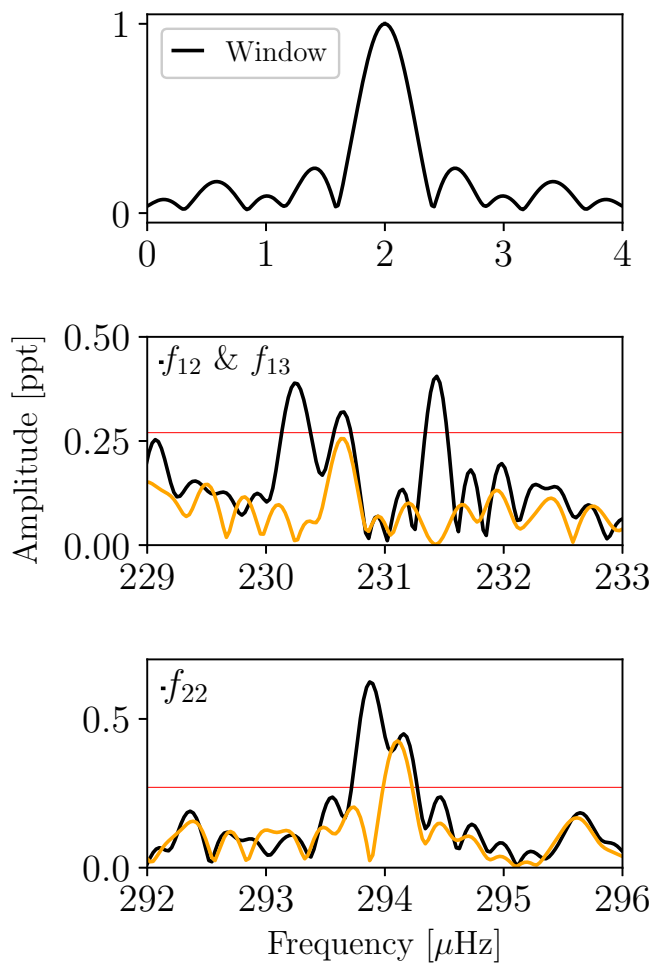 1
Window
0
0 1 2 3 4
0.50
f12 & f13
0.25
0.00
229 230 231 232 233
Amplitude [ppt]
f22
0.5
0.0
292 293 294 295 296
Frequency [μHz]